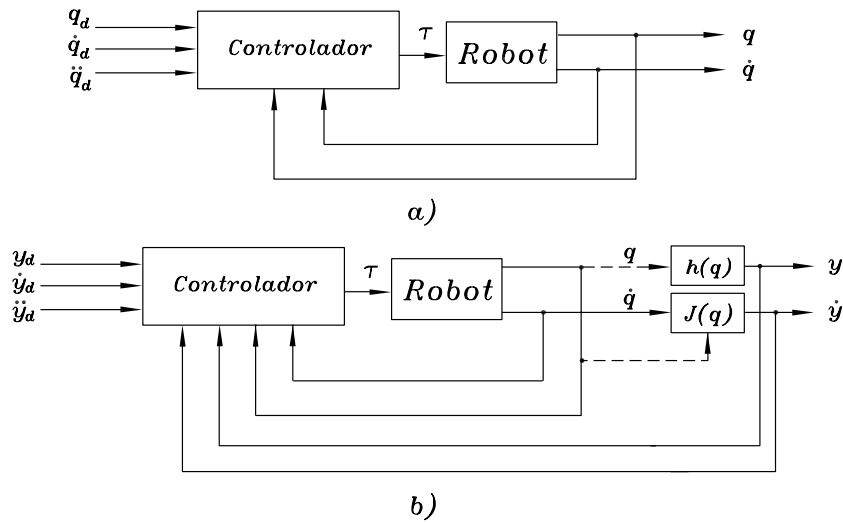 q_d
q̇_d
q̈_d
Controlador
τ
Robot
q
q̇
a)
y_d
ẏ_d
ÿ_d
Controlador
τ
Robot
q
q̇
h(q)
J(q)
y
ẏ
b)